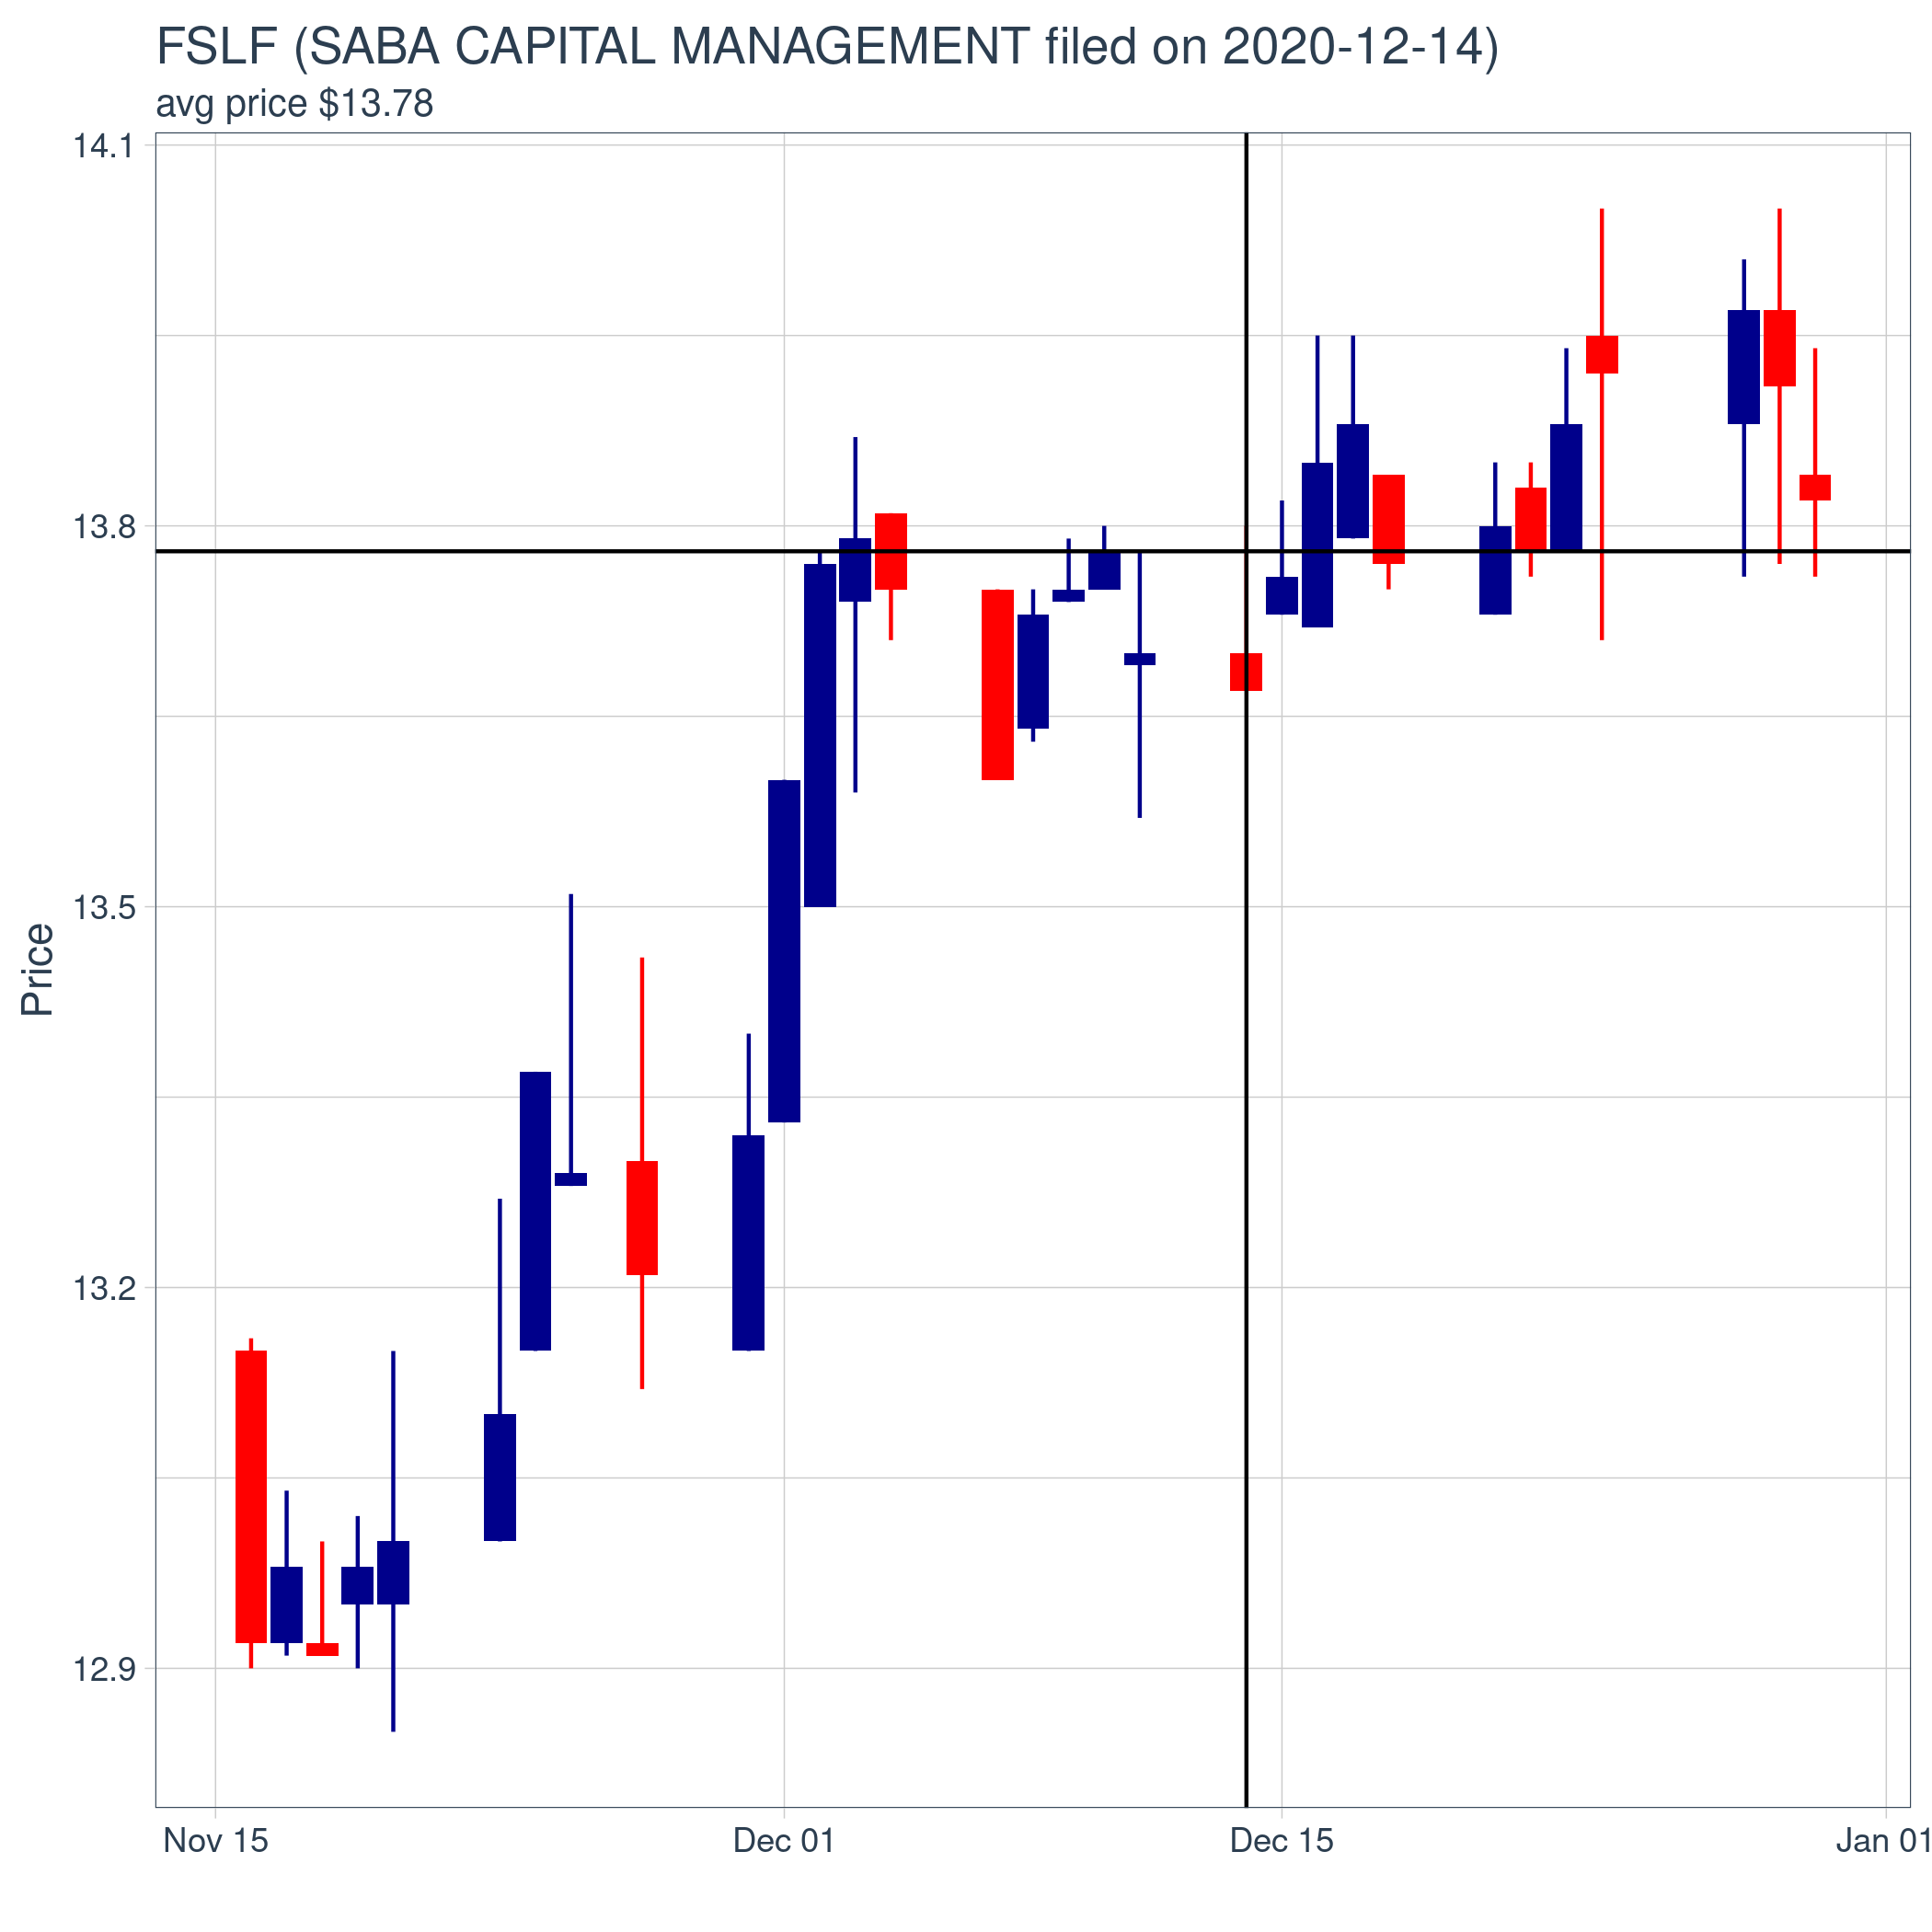 FSLF (SABA CAPITAL MANAGEMENT filed on 2020-12-14)
avg price $13.78
14.1
13.8
13.5
13.2
12.9
Price
Nov 15
Dec 01
Dec 15
Jan 01